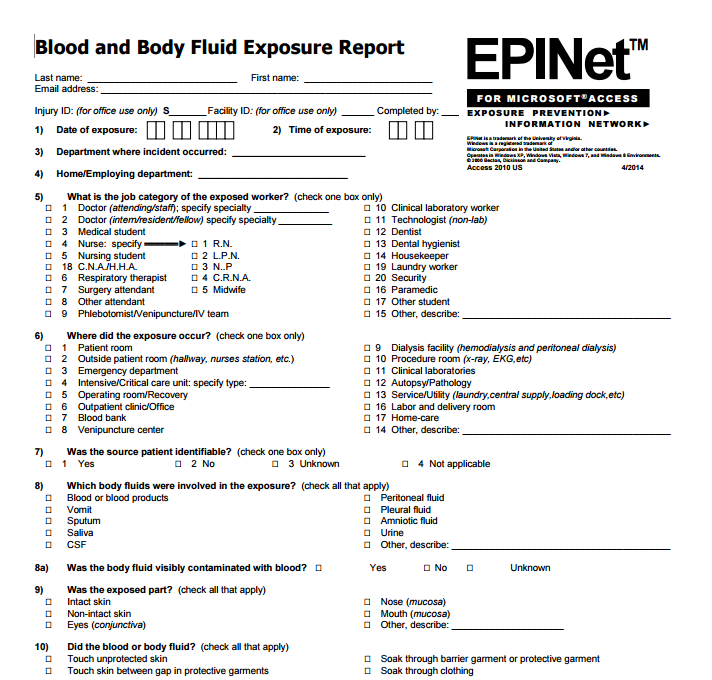 Blood and Body Fluid Exposure Report
EPINet™
FOR MICROSOFT® ACCESS
EXPOSURE PREVENTION►
INFORMATION NETWORK►
EPINet is a trademark of the University of Virginia.
Windows is a registered trademark of
Microsoft Corporation in the United States and/or other countries.
Operates in Windows XP, Windows Vista, Windows 7, and Windows 8 Environments.
© 2000 Becton, Dickinson and Company.
Access 2010 US 4/2014
Last name: ____________ First name: ____________
Email address: ____________
Injury ID: (for office use only) S______ Facility ID: (for office use only) ______ Completed by: ___
1) Date of exposure: 2) Time of exposure:
3) Department where incident occurred: ____________
4) Home/Employing department: ____________
5) What is the job category of the exposed worker? (check one box only)
□ 1 Doctor (attending/staff); specify specialty ____________
□ 2 Doctor (intern/resident/fellow) specify specialty ____________
□ 3 Medical student
□ 4 Nurse: specify ► □ 1 R.N.
□ 5 Nursing student □ 2 L.P.N.
□ 18 C.N.A./H.H.A. □ 3 N..P
□ 6 Respiratory therapist □ 4 C.R.N.A.
□ 7 Surgery attendant □ 5 Midwife
□ 8 Other attendant
□ 9 Phlebotomist/Venipuncture/IV team
□ 10 Clinical laboratory worker
□ 11 Technologist (non-lab)
□ 12 Dentist
□ 13 Dental hygienist
□ 14 Housekeeper
□ 19 Laundry worker
□ 20 Security
□ 16 Paramedic
□ 17 Other student
□ 15 Other, describe: ____________
6) Where did the exposure occur? (check one box only)
□ 1 Patient room
□ 2 Outside patient room (hallway, nurses station, etc.)
□ 3 Emergency department
□ 4 Intensive/Critical care unit: specify type: ____________
□ 5 Operating room/Recovery
□ 6 Outpatient clinic/Office
□ 7 Blood bank
□ 8 Venipuncture center
□ 9 Dialysis facility (hemodialysis and peritoneal dialysis)
□ 10 Procedure room (x-ray, EKG,etc)
□ 11 Clinical laboratories
□ 12 Autopsy/Pathology
□ 13 Service/Utility (laundry,central supply,loading dock,etc)
□ 16 Labor and delivery room
□ 17 Home-care
□ 14 Other, describe: ____________
7) Was the source patient identifiable? (check one box only)
□ 1 Yes □ 2 No □ 3 Unknown □ 4 Not applicable
8) Which body fluids were involved in the exposure? (check all that apply)
□ Blood or blood products
□ Vomit
□ Sputum
□ Saliva
□ CSF
□ Peritoneal fluid
□ Pleural fluid
□ Amniotic fluid
□ Urine
□ Other, describe: ____________
8a) Was the body fluid visibly contaminated with blood? □ Yes □ No □ Unknown
9) Was the exposed part? (check all that apply)
□ Intact skin
□ Non-intact skin
□ Eyes (conjunctiva)
□ Nose (mucosa)
□ Mouth (mucosa)
□ Other, describe: ____________
10) Did the blood or body fluid? (check all that apply)
□ Touch unprotected skin
□ Touch skin between gap in protective garments
□ Soak through barrier garment or protective garment
□ Soak through clothing